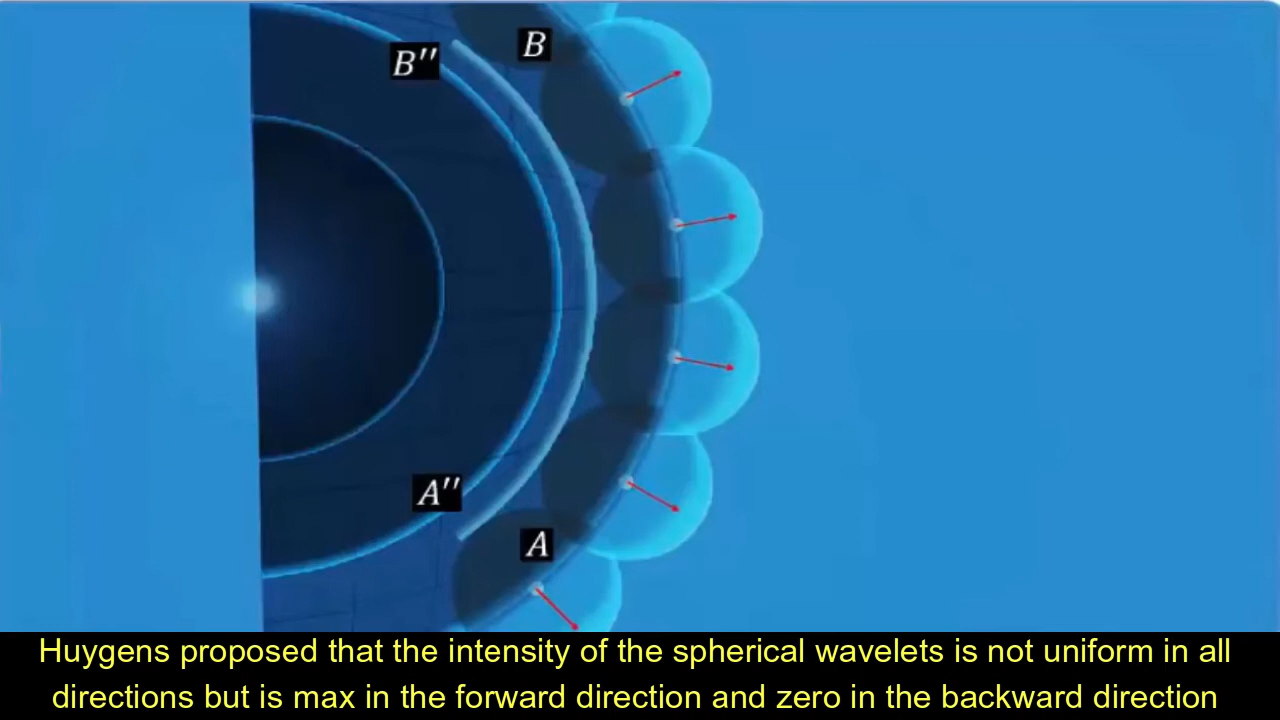 B''
B
A''
A
Huygens proposed that the intensity of the spherical wavelets is not uniform in all
directions but is max in the forward direction and zero in the backward direction